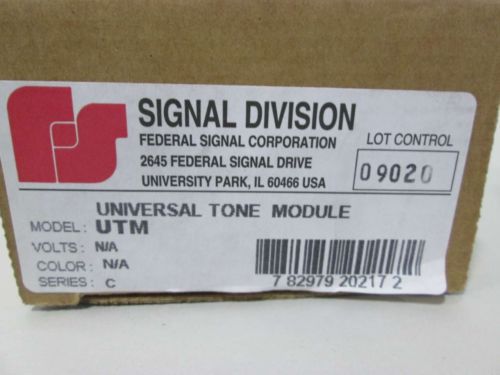 SIGNAL DIVISION
FEDERAL SIGNAL CORPORATION
2645 FEDERAL SIGNAL DRIVE
UNIVERSITY PARK, IL 60466 USA
LOT CONTROL
09020
UNIVERSAL TONE MODULE
MODEL: UTM
VOLTS: N/A
COLOR: N/A
SERIES: C
7 82979 20217 2